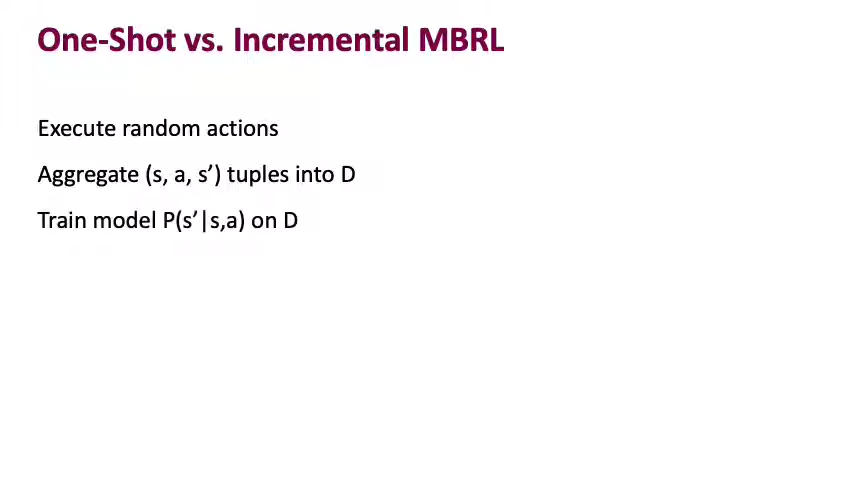 One-Shot vs. Incremental MBRL
Execute random actions
Aggregate (s, a, s’) tuples into D
Train model P(s’|s,a) on D